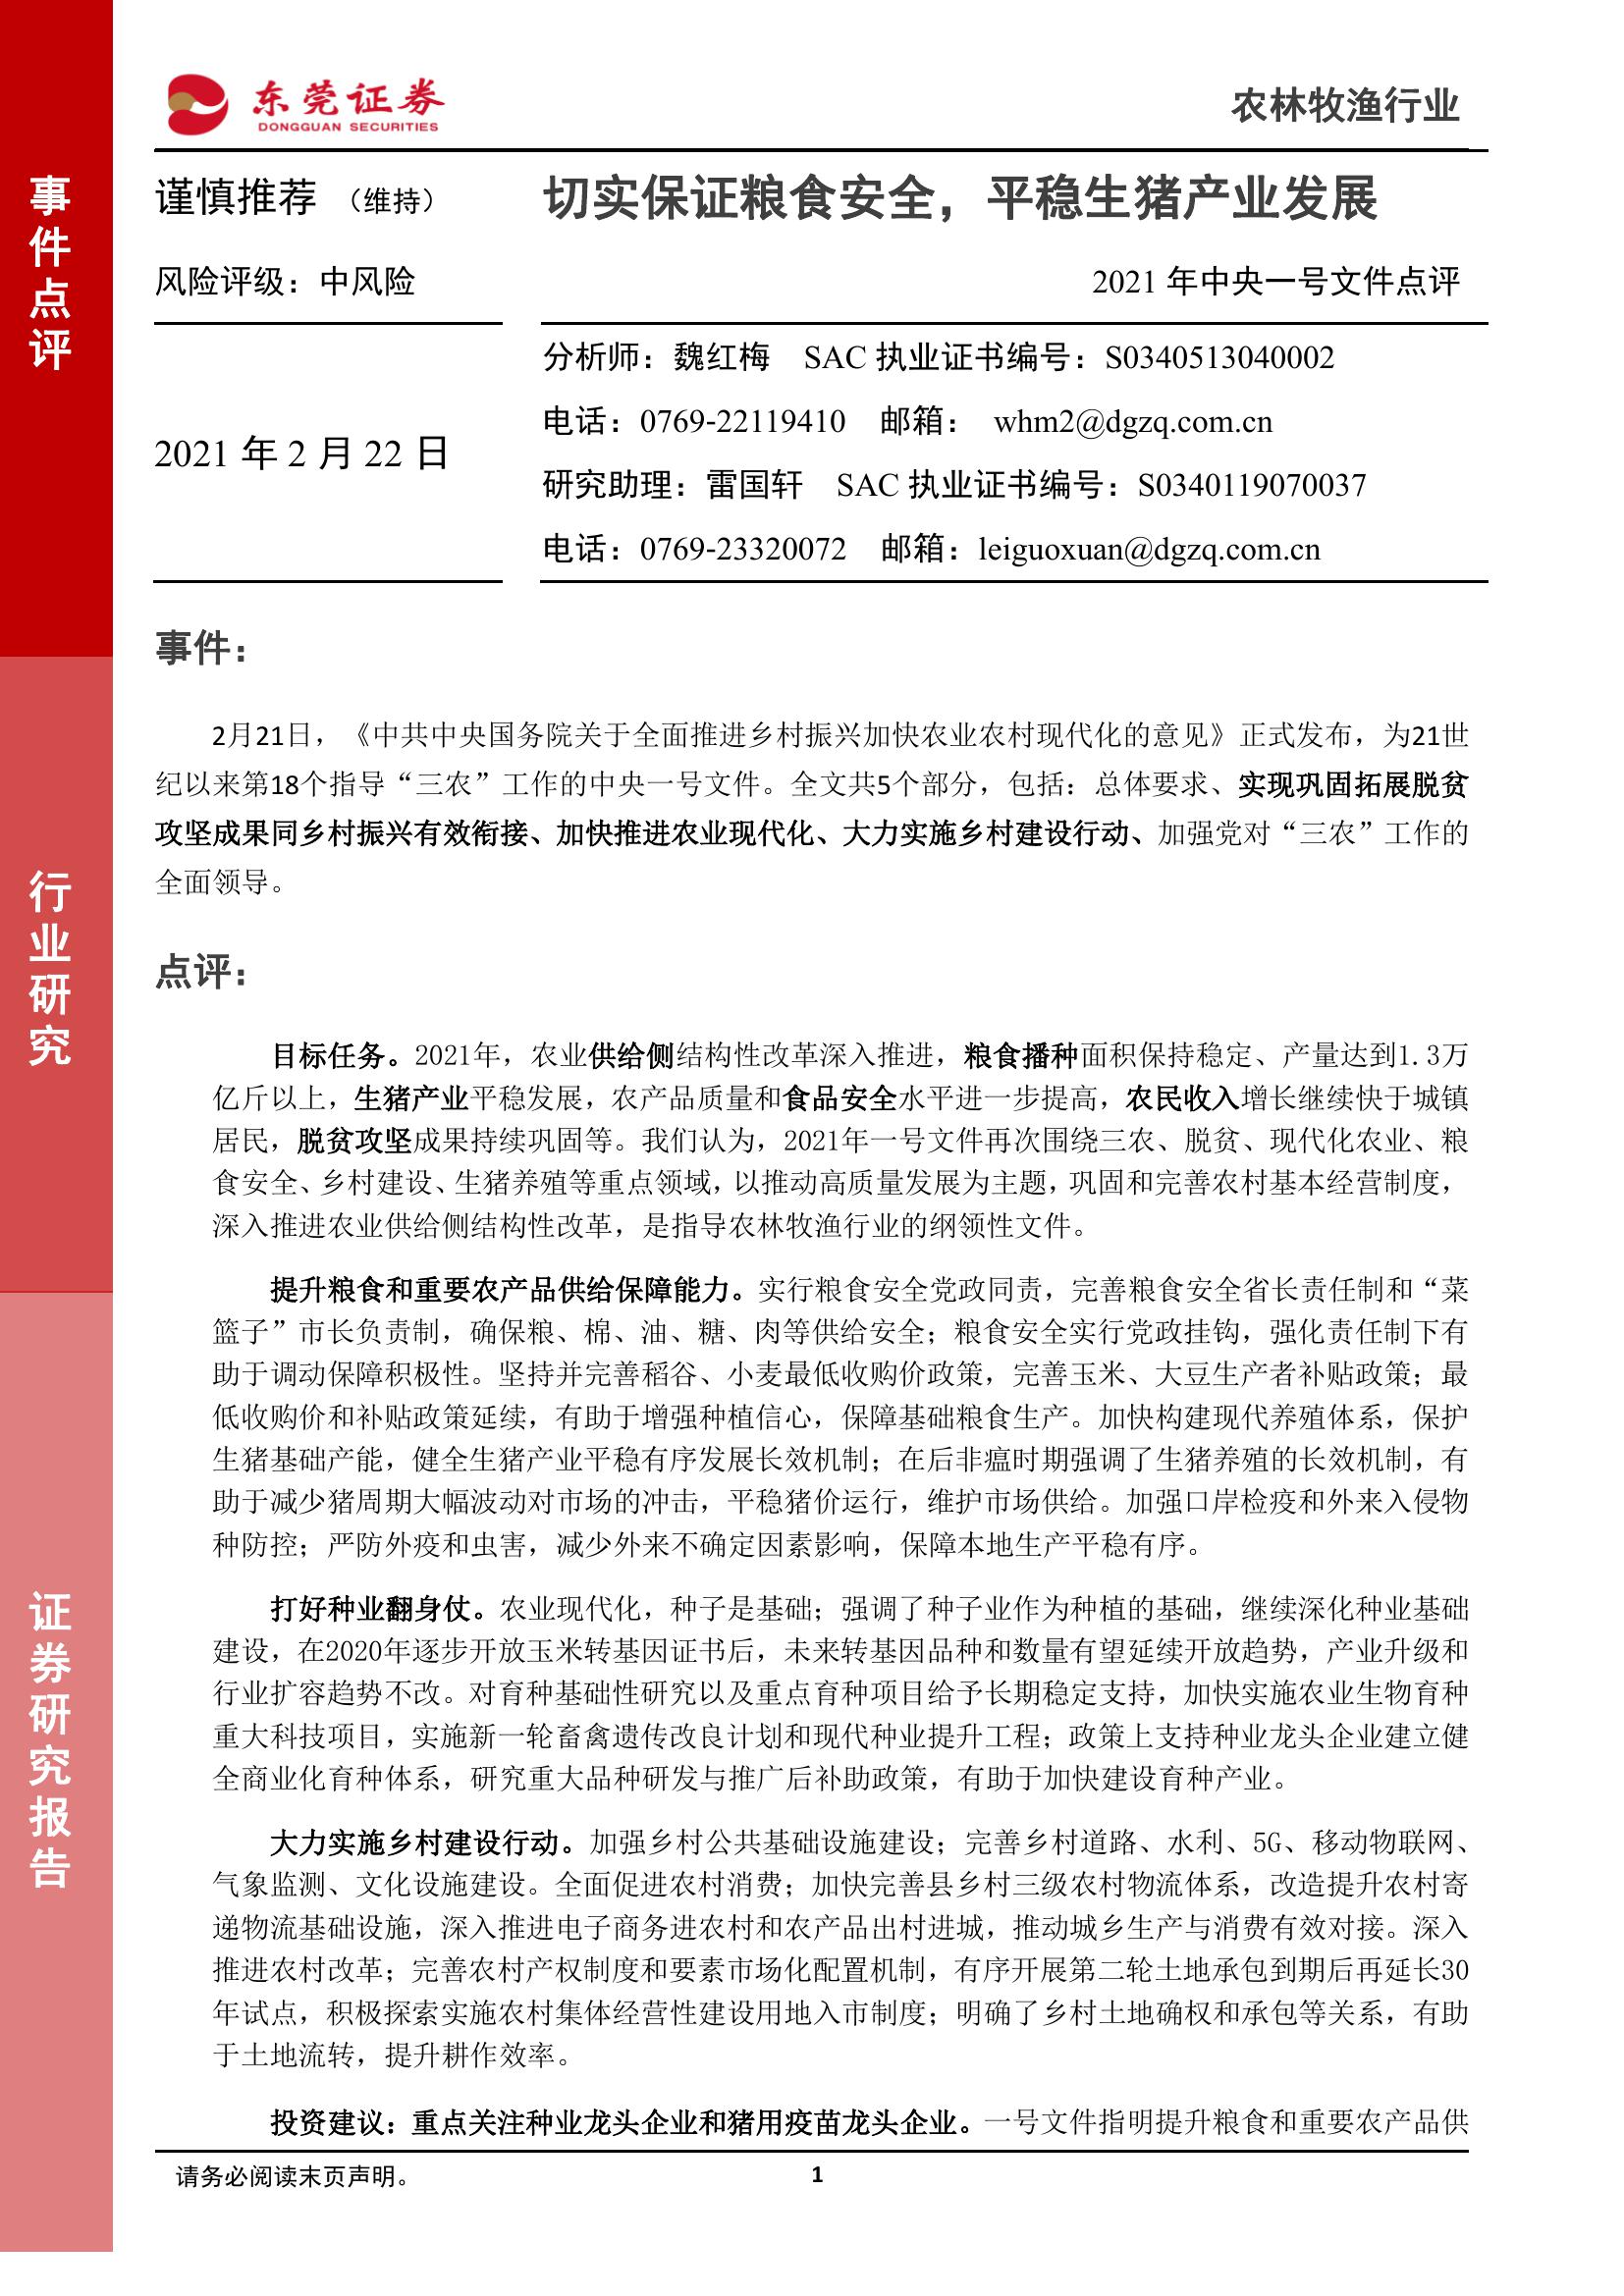 东莞证券
DONGGUAN SECURITIES
农林牧渔行业
事件点评
行业研究
证券研究报告
谨慎推荐 （维持）
切实保证粮食安全，平稳生猪产业发展
风险评级：中风险
2021 年中央一号文件点评
2021 年 2 月 22 日
分析师：魏红梅 SAC 执业证书编号：S0340513040002
电话：0769-22119410 邮箱： whm2@dgzq.com.cn
研究助理：雷国轩 SAC 执业证书编号：S0340119070037
电话：0769-23320072 邮箱：leiguoxuan@dgzq.com.cn
事件：
2月21日，《中共中央国务院关于全面推进乡村振兴加快农业农村现代化的意见》正式发布，为21世
纪以来第18个指导“三农”工作的中央一号文件。全文共5个部分，包括：总体要求、实现巩固拓展脱贫
攻坚成果同乡村振兴有效衔接、加快推进农业现代化、大力实施乡村建设行动、加强党对“三农”工作的
全面领导。
点评：
目标任务。2021年，农业供给侧结构性改革深入推进，粮食播种面积保持稳定、产量达到1.3万
亿斤以上，生猪产业平稳发展，农产品质量和食品安全水平进一步提高，农民收入增长继续快于城镇
居民，脱贫攻坚成果持续巩固等。我们认为，2021年一号文件再次围绕三农、脱贫、现代化农业、粮
食安全、乡村建设、生猪养殖等重点领域，以推动高质量发展为主题，巩固和完善农村基本经营制度，
深入推进农业供给侧结构性改革，是指导农林牧渔行业的纲领性文件。
提升粮食和重要农产品供给保障能力。实行粮食安全党政同责，完善粮食安全省长责任制和“菜
篮子”市长负责制，确保粮、棉、油、糖、肉等供给安全；粮食安全实行党政挂钩，强化责任制下有
助于调动保障积极性。坚持并完善稻谷、小麦最低收购价政策，完善玉米、大豆生产者补贴政策；最
低收购价和补贴政策延续，有助于增强种植信心，保障基础粮食生产。加快构建现代养殖体系，保护
生猪基础产能，健全生猪产业平稳有序发展长效机制；在后非瘟时期强调了生猪养殖的长效机制，有
助于减少猪周期大幅波动对市场的冲击，平稳猪价运行，维护市场供给。加强口岸检疫和外来入侵物
种防控；严防外疫和虫害，减少外来不确定因素影响，保障本地生产平稳有序。
打好种业翻身仗。农业现代化，种子是基础；强调了种子业作为种植的基础，继续深化种业基础
建设，在2020年逐步开放玉米转基因证书后，未来转基因品种和数量有望延续开放趋势，产业升级和
行业扩容趋势不改。对育种基础性研究以及重点育种项目给予长期稳定支持，加快实施农业生物育种
重大科技项目，实施新一轮畜禽遗传改良计划和现代种业提升工程；政策上支持种业龙头企业建立健
全商业化育种体系，研究重大品种研发与推广后补助政策，有助于加快建设育种产业。
大力实施乡村建设行动。加强乡村公共基础设施建设；完善乡村道路、水利、5G、移动物联网、
气象监测、文化设施建设。全面促进农村消费；加快完善县乡村三级农村物流体系，改造提升农村寄
递物流基础设施，深入推进电子商务进农村和农产品出村进城，推动城乡生产与消费有效对接。深入
推进农村改革；完善农村产权制度和要素市场化配置机制，有序开展第二轮土地承包到期后再延长30
年试点，积极探索实施农村集体经营性建设用地入市制度；明确了乡村土地确权和承包等关系，有助
于土地流转，提升耕作效率。
投资建议：重点关注种业龙头企业和猪用疫苗龙头企业。一号文件指明提升粮食和重要农产品供
请务必阅读末页声明。
1